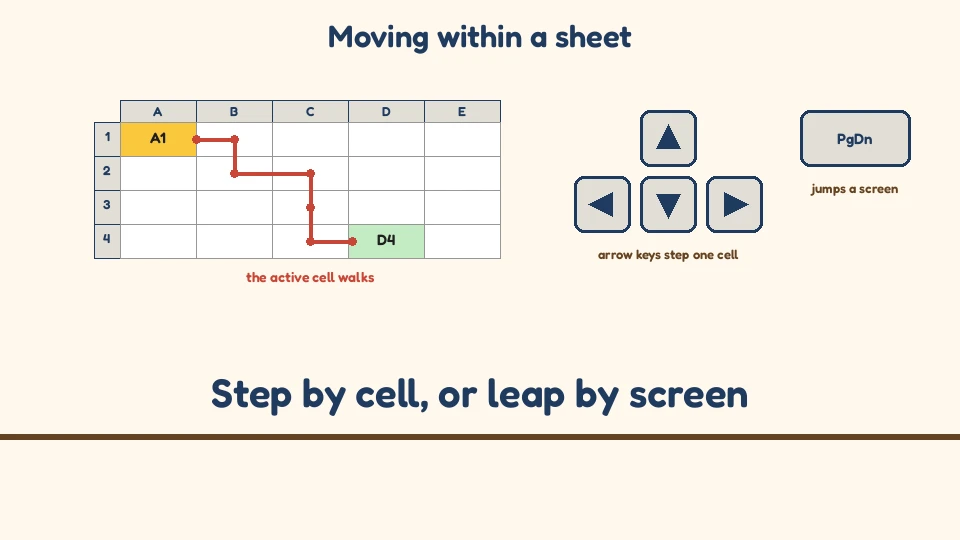 Moving within a sheet
A B C D E
1 A1
2
3
4 D4
the active cell walks
PgDn
jumps a screen
arrow keys step one cell
Step by cell, or leap by screen